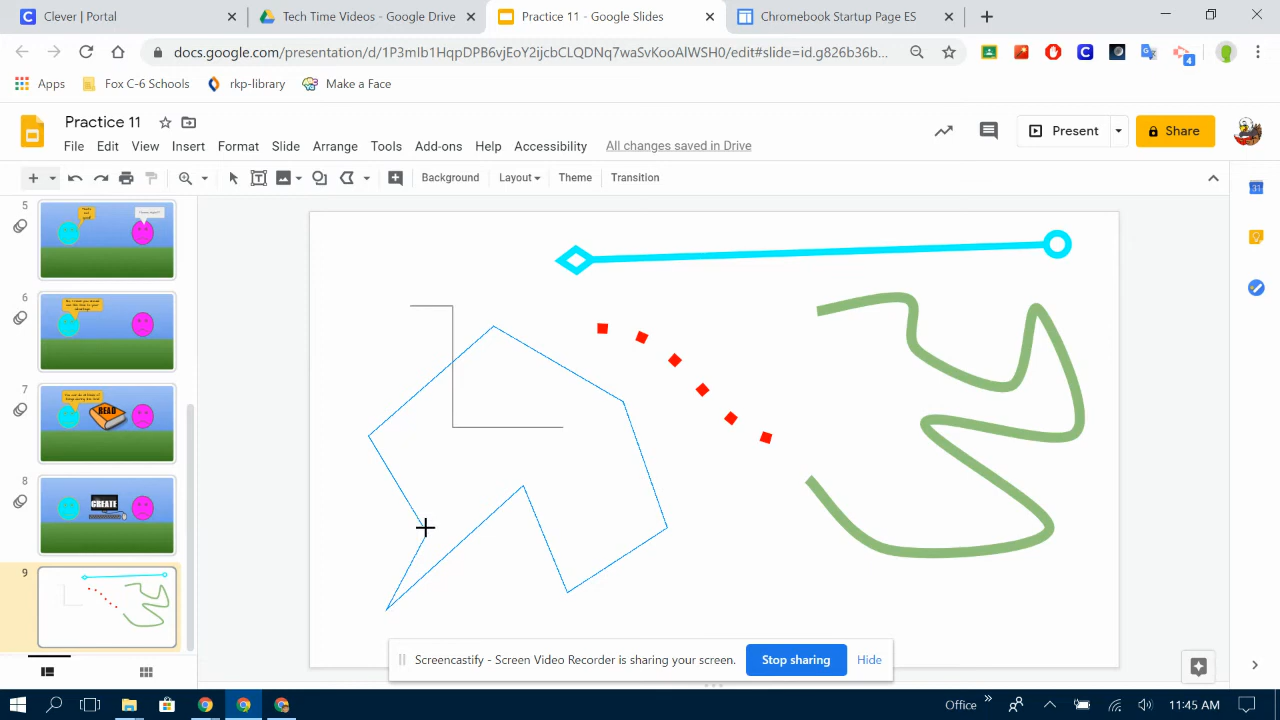 Clever | Portal
Tech Time Videos - Google Drive
Practice 11 - Google Slides
Chromebook Startup Page ES
docs.google.com/presentation/d/1P3mIb1HqpDPB6vjEoY2ijcbCLQDNq7waSvKooAlWSH0/edit#slide=id.g826b36b...
4
Apps
Fox C-6 Schools
rkp-library
Make a Face
Practice 11
Present
Share
File Edit View Insert Format Slide Arrange Tools Add-ons Help Accessibility All changes saved in Drive
Background Layout Theme Transition
31
5
6
7
READ
8
CREATE
9
Screencastify - Screen Video Recorder is sharing your screen.
Stop sharing
Hide
Office
11:45 AM